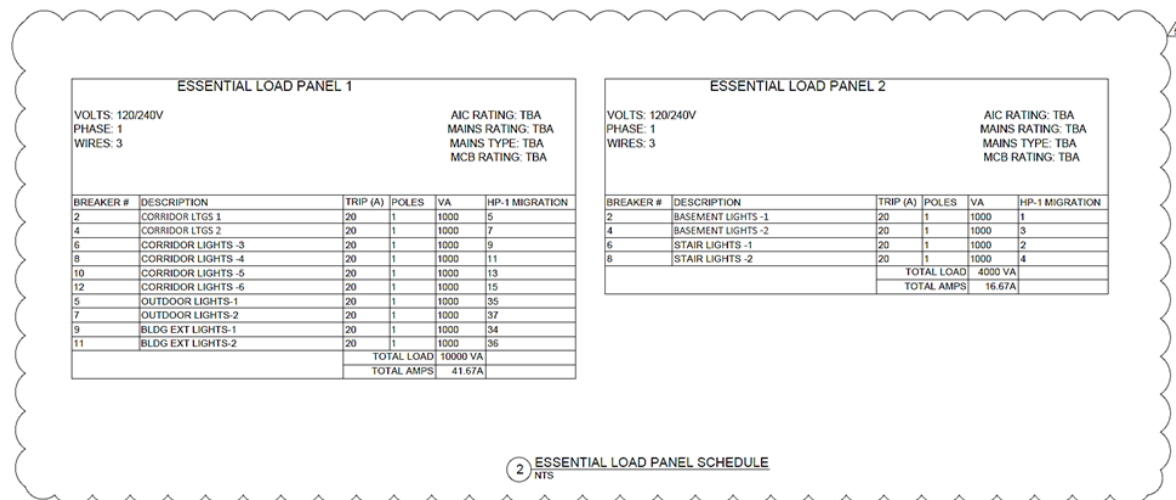 ESSENTIAL LOAD PANEL 1
VOLTS: 120/240V AIC RATING: TBA
PHASE: 1 MAINS RATING: TBA
WIRES: 3 MAINS TYPE: TBA
MCB RATING: TBA
BREAKER # DESCRIPTION TRIP (A) POLES VA HP-1 MIGRATION
2 CORRIDOR LTGS 1 20 1 1000 5
4 CORRIDOR LTGS 2 20 1 1000 7
6 CORRIDOR LIGHTS -3 20 1 1000 9
8 CORRIDOR LIGHTS -4 20 1 1000 11
10 CORRIDOR LIGHTS -5 20 1 1000 13
12 CORRIDOR LIGHTS -6 20 1 1000 15
5 OUTDOOR LIGHTS-1 20 1 1000 35
7 OUTDOOR LIGHTS-2 20 1 1000 37
9 BLDG EXT LIGHTS-1 20 1 1000 34
11 BLDG EXT LIGHTS-2 20 1 1000 36
TOTAL LOAD 10000 VA
TOTAL AMPS 41.67A
ESSENTIAL LOAD PANEL 2
VOLTS: 120/240V AIC RATING: TBA
PHASE: 1 MAINS RATING: TBA
WIRES: 3 MAINS TYPE: TBA
MCB RATING: TBA
BREAKER # DESCRIPTION TRIP (A) POLES VA HP-1 MIGRATION
2 BASEMENT LIGHTS -1 20 1 1000 1
4 BASEMENT LIGHTS -2 20 1 1000 3
6 STAIR LIGHTS -1 20 1 1000 2
8 STAIR LIGHTS -2 20 1 1000 4
TOTAL LOAD 4000 VA
TOTAL AMPS 16.67A
2 ESSENTIAL LOAD PANEL SCHEDULE
NTS